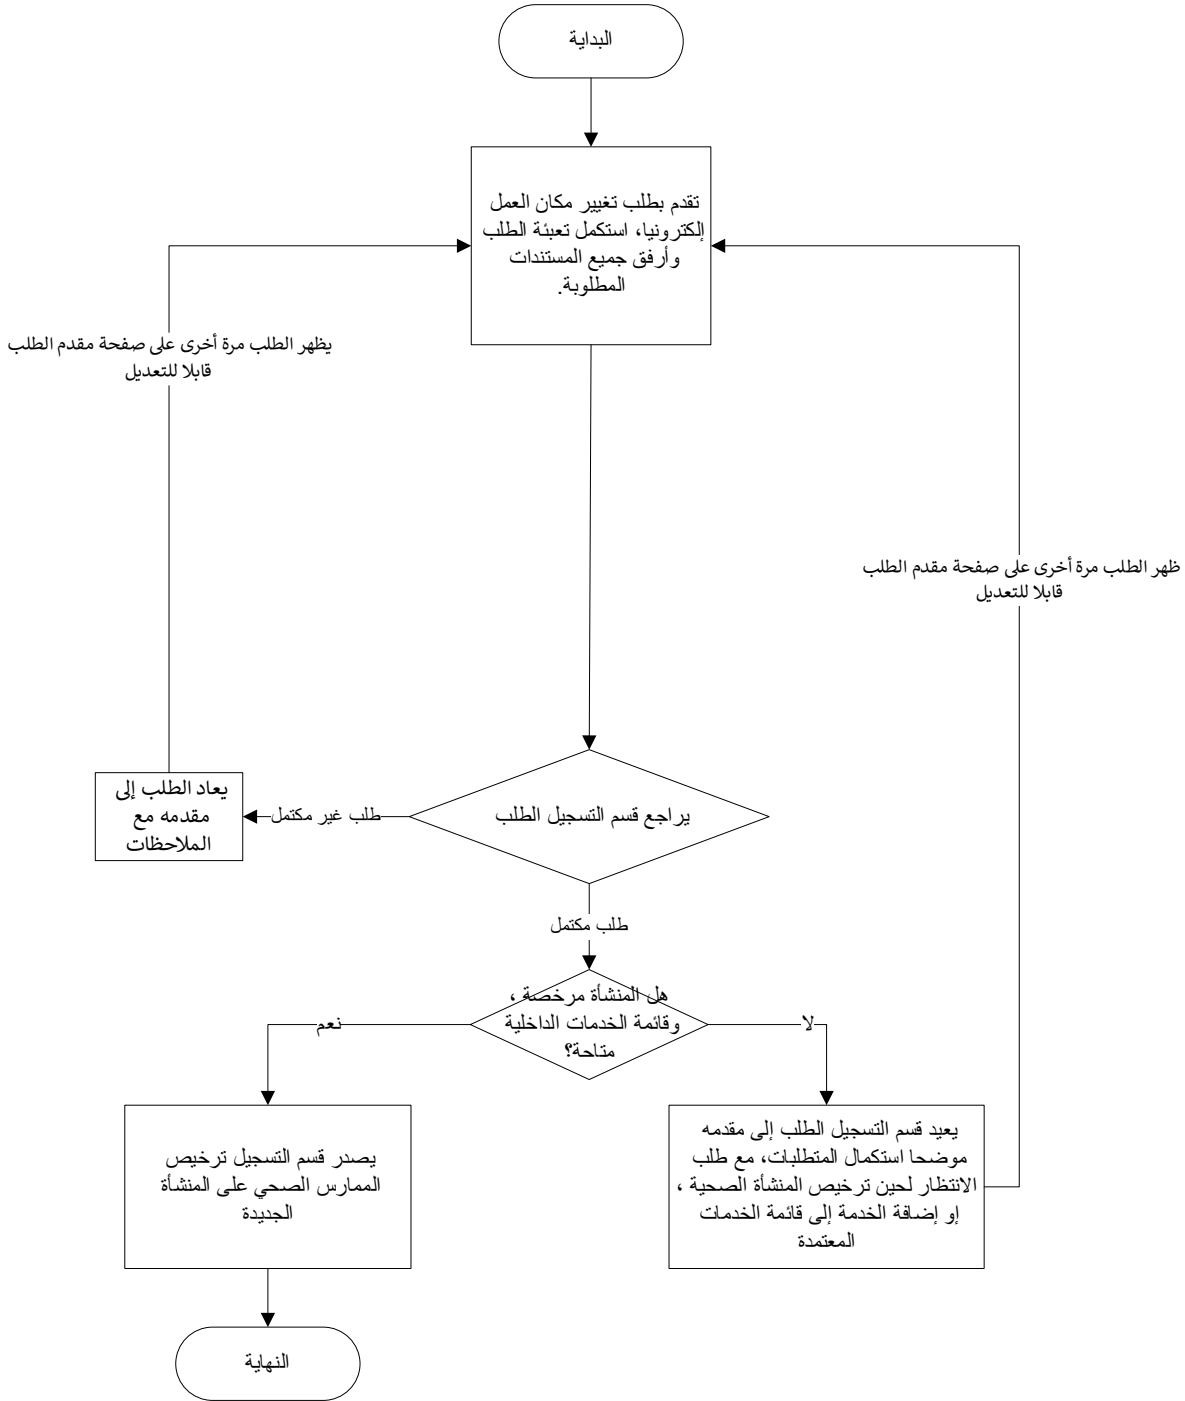 البداية
تقدم بطلب تغيير مكان العمل
إلكترونيا، استكمل تعبئة الطلب
وأرفق جميع المستندات
المطلوبة.
يظهر الطلب مرة أخرى على صفحة مقدم الطلب
قابلا للتعديل
ظهر الطلب مرة أخرى على صفحة مقدم الطلب
قابلا للتعديل
يراجع قسم التسجيل الطلب
طلب غير مكتمل
يعاد الطلب إلى
مقدمه مع
الملاحظات
طلب مكتمل
هل المنشأة مرخصة ،
وقائمة الخدمات الداخلية
متاحة؟
لا
نعم
يعيد قسم التسجيل الطلب إلى مقدمه
موضحا استكمال المتطلبات، مع طلب
الانتظار لحين ترخيص المنشأة الصحية ،
إو إضافة الخدمة إلى قائمة الخدمات
المعتمدة
يصدر قسم التسجيل ترخيص
الممارس الصحي على المنشأة
الجديدة
النهاية